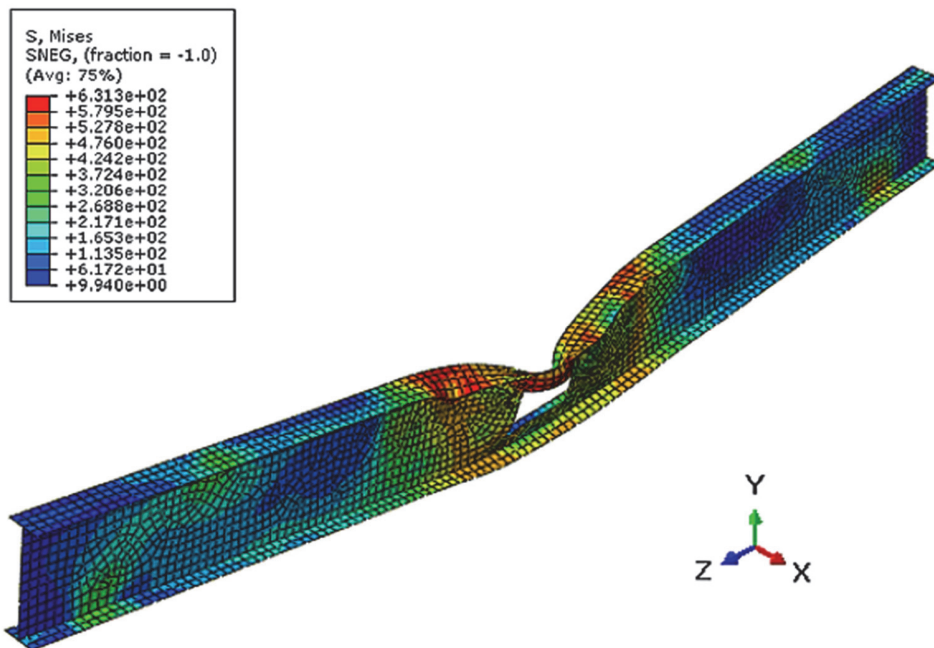 S, Mises
SNEG, (fraction = -1.0)
(Avg: 75%)
+6.313e+02
+5.795e+02
+5.278e+02
+4.760e+02
+4.242e+02
+3.724e+02
+3.206e+02
+2.688e+02
+2.171e+02
+1.653e+02
+1.135e+02
+6.172e+01
+9.940e+00
Y
Z
X